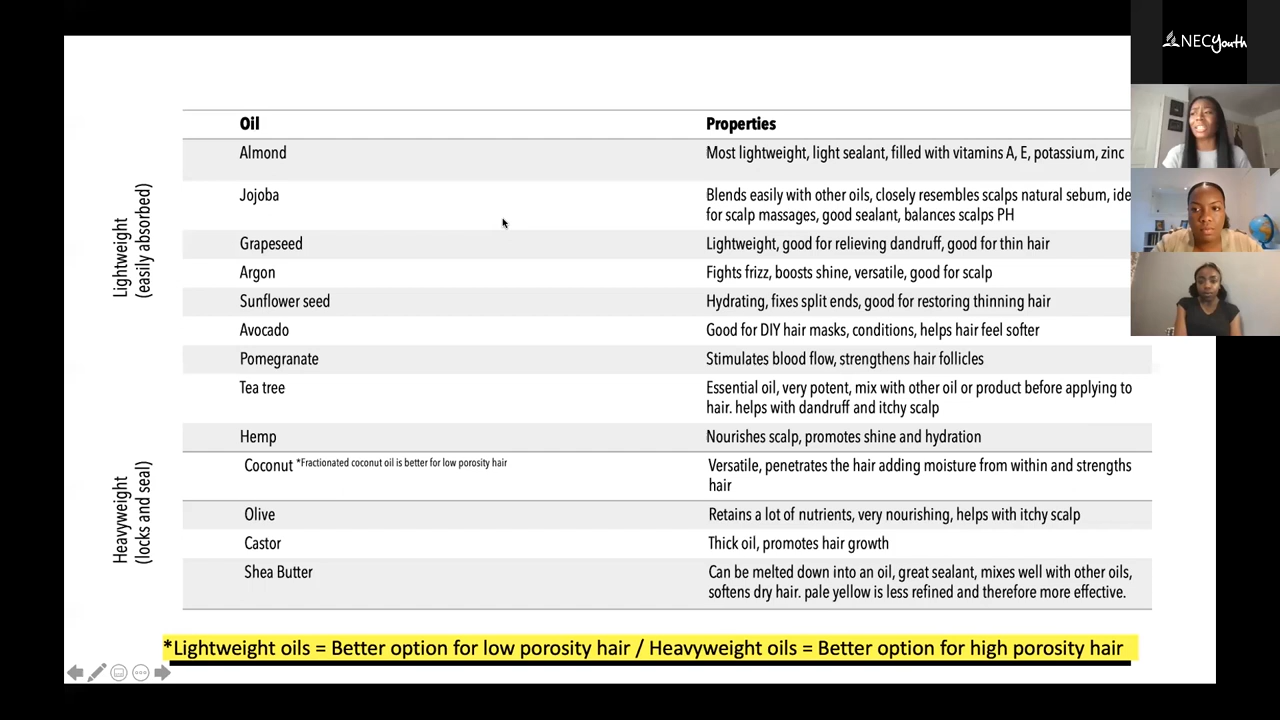 NECYouth
Oil Properties
Lightweight
(easily absorbed)
Almond Most lightweight, light sealant, filled with vitamins A, E, potassium, zinc
Jojoba Blends easily with other oils, closely resembles scalps natural sebum, ide
for scalp massages, good sealant, balances scalps PH
Grapeseed Lightweight, good for relieving dandruff, good for thin hair
Argon Fights frizz, boosts shine, versatile, good for scalp
Sunflower seed Hydrating, fixes split ends, good for restoring thinning hair
Avocado Good for DIY hair masks, conditions, helps hair feel softer
Pomegranate Stimulates blood flow, strengthens hair follicles
Tea tree Essential oil, very potent, mix with other oil or product before applying to
hair. helps with dandruff and itchy scalp
Hemp Nourishes scalp, promotes shine and hydration
Heavyweight
(locks and seal)
Coconut *Fractionated coconut oil is better for low porosity hair Versatile, penetrates the hair adding moisture from within and strengths
hair
Olive Retains a lot of nutrients, very nourishing, helps with itchy scalp
Castor Thick oil, promotes hair growth
Shea Butter Can be melted down into an oil, great sealant, mixes well with other oils,
softens dry hair. pale yellow is less refined and therefore more effective.
*Lightweight oils = Better option for low porosity hair / Heavyweight oils = Better option for high porosity hair